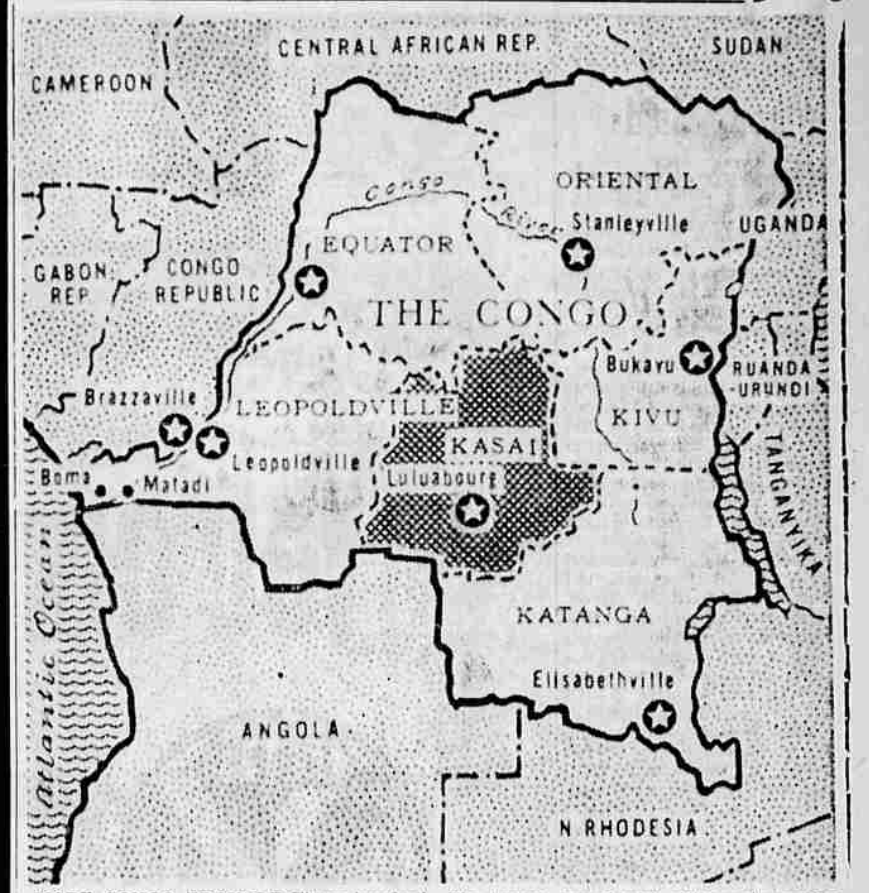 CENTRAL AFRICAN REP.
SUDAN
CAMEROON
Congo
River
ORIENTAL
Stanleyville
UGANDA
EQUATOR
GABON
REP.
CONGO
REPUBLIC
THE CONGO
Bukavu
RUANDA
-URUNDI
Brazzaville
LEOPOLDVILLE
KIVU
KASAI
Leopoldville
TANGANYIKA
Boma
Matadi
Luluabourg
Atlantic Ocean
KATANGA
Elisabethville
ANGOLA
N. RHODESIA